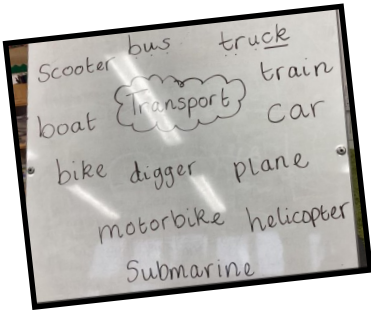 bus truck
Scooter train
Transport
boat car
bike digger plane
motorbike helicopter
Submarine